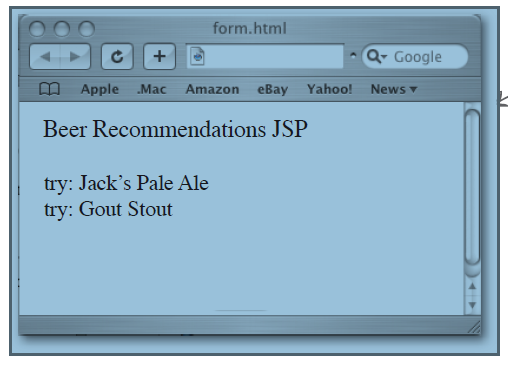 form.html
Google
Apple .Mac Amazon eBay Yahoo! News
Beer Recommendations JSP
try: Jack's Pale Ale
try: Gout Stout